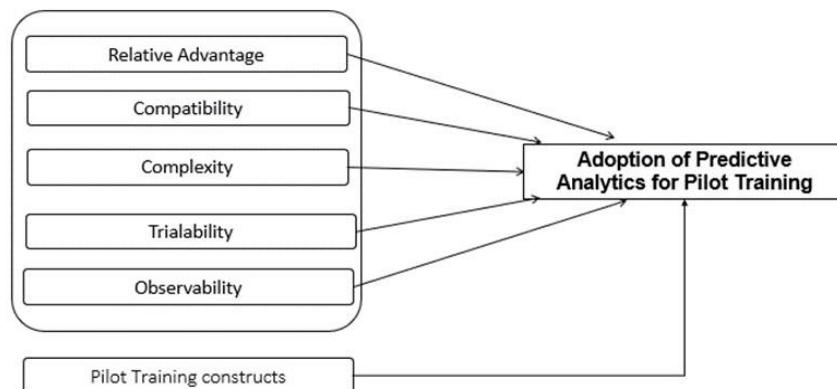 Relative Advantage
Compatibility
Complexity
Trialability
Observability
Adoption of Predictive
Analytics for Pilot Training
Pilot Training constructs